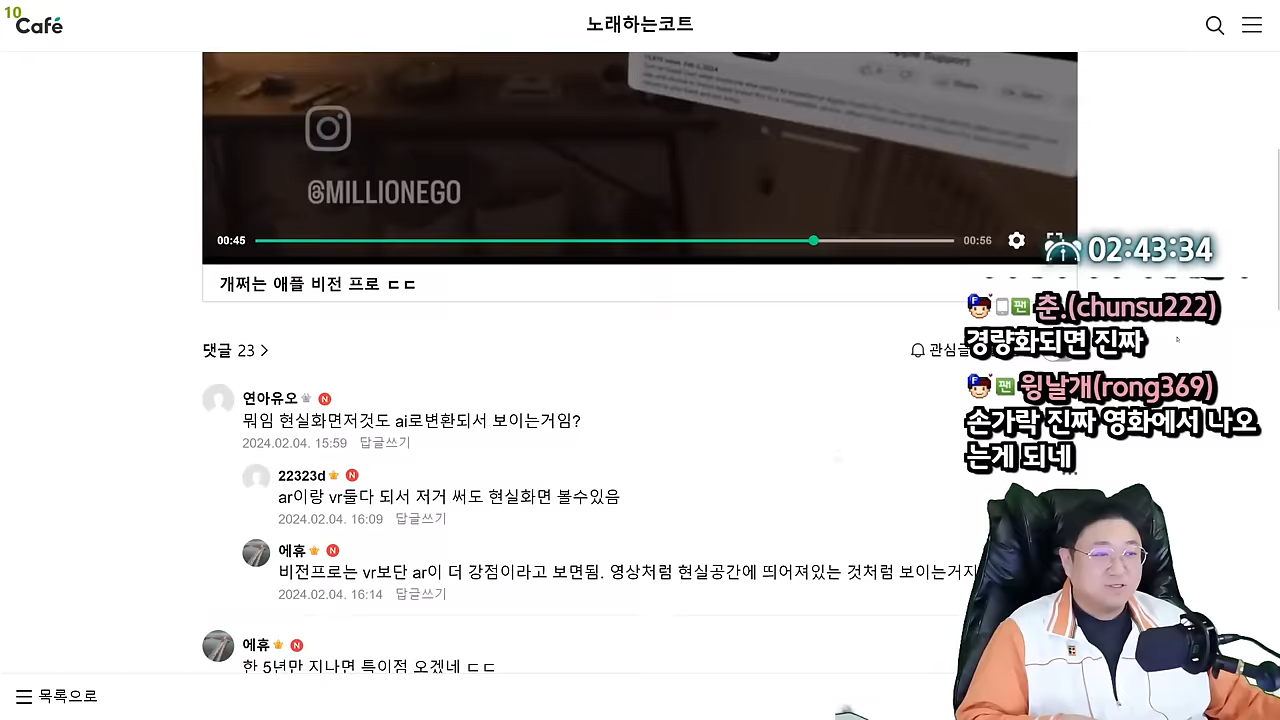 10
Café
노래하는코트
@MILLIONEGO
00:45
00:56
개쩌는 애플 비전 프로 ㄷㄷ
02:43:34
댓글 23 >
관심글
춘.(chunsu222)
경량화되면 진짜
윙날개(rong369)
손가락 진짜 영화에서 나오
는게 되네
연아유오
뭐임 현실화면저것도 ai로변환되서 보이는거임?
2024.02.04. 15:59 답글쓰기
22323d
ar이랑 vr둘다 되서 저거 써도 현실화면 볼수있음
2024.02.04. 16:09 답글쓰기
에휴
비전프로는 vr보단 ar이 더 강점이라고 보면됨. 영상처럼 현실공간에 띄어져있는 것처럼 보이는거지
2024.02.04. 16:14 답글쓰기
에휴
한 5년만 지나면 특이점 오겠네 ㄷㄷ
목록으로